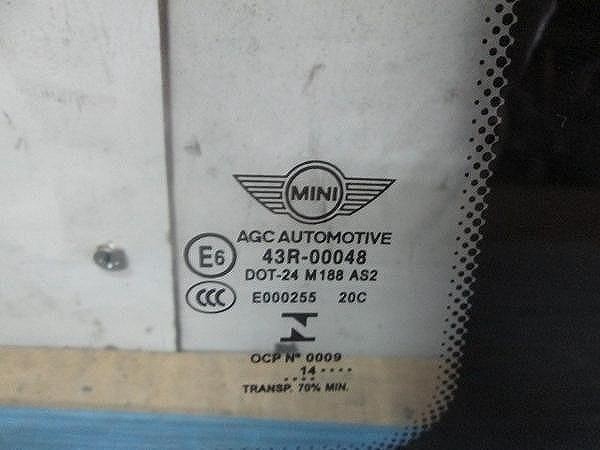 MINI
AGC AUTOMOTIVE
E6 43R-00048
DOT-24 M188 AS2
CCC E000255 20C
N
OCP Nº 0009
14....
....
TRANSP. 70% MIN.